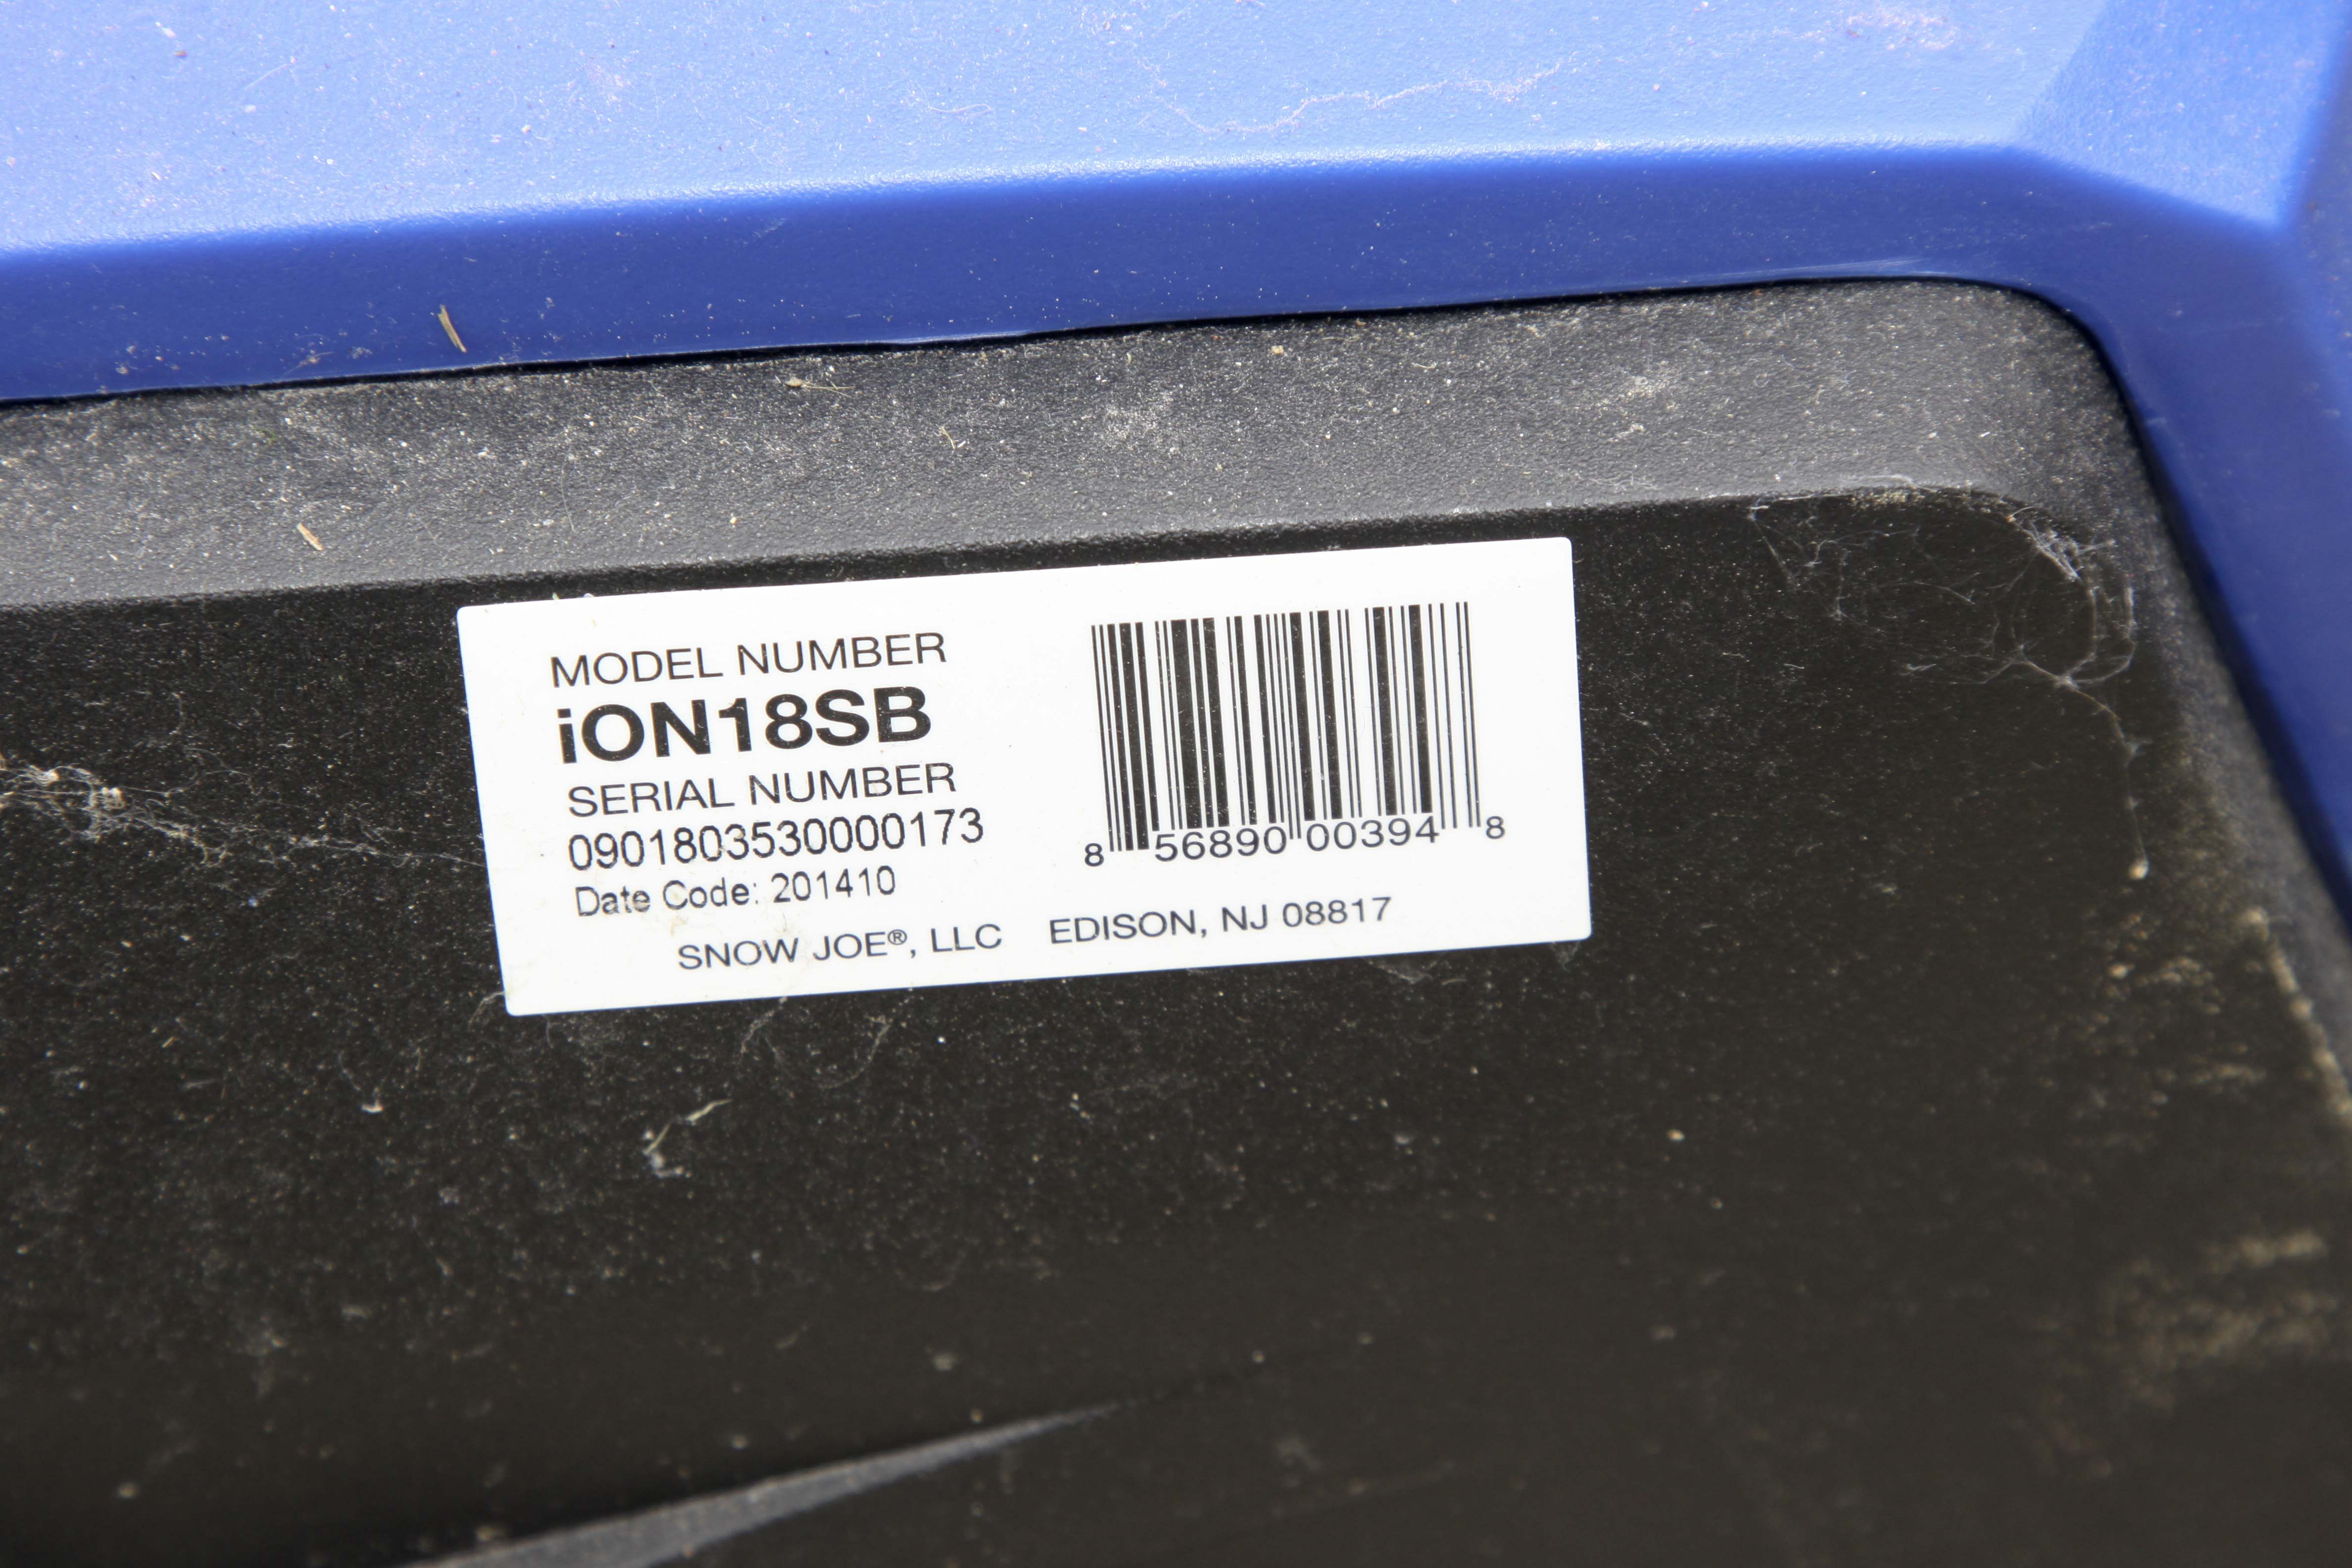 MODEL NUMBER
iON18SB
SERIAL NUMBER
0901803530000173
Date Code: 201410
8 56890 00394 8
SNOW JOE®, LLC EDISON, NJ 08817